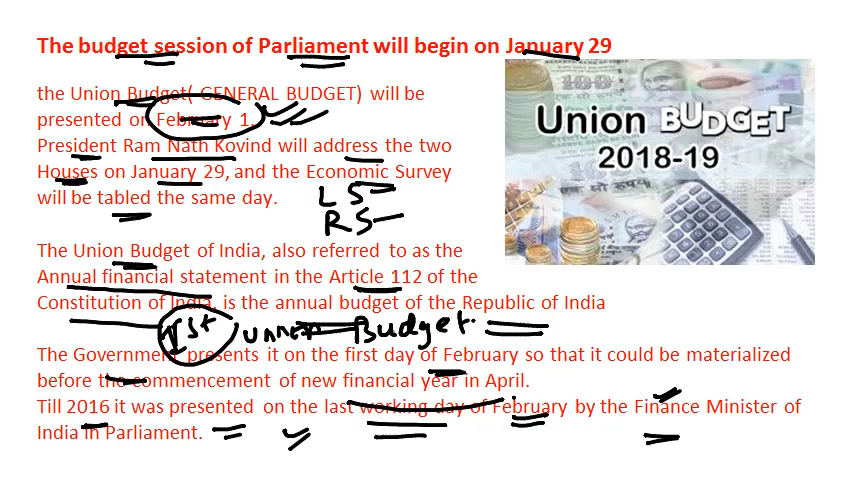 The budget session of Parliament will begin on January 29
the Union Budget( GENERAL BUDGET) will be
presented on February 1.
President Ram Nath Kovind will address the two
Houses on January 29, and the Economic Survey
will be tabled the same day.
L S
R S
Union BUDGET
2018-19
The Union Budget of India, also referred to as the
Annual financial statement in the Article 112 of the
Constitution of India, is the annual budget of the Republic of India
1st Union Budget.
The Government presents it on the first day of February so that it could be materialized
before the commencement of new financial year in April.
Till 2016 it was presented on the last working day of February by the Finance Minister of
India in Parliament.